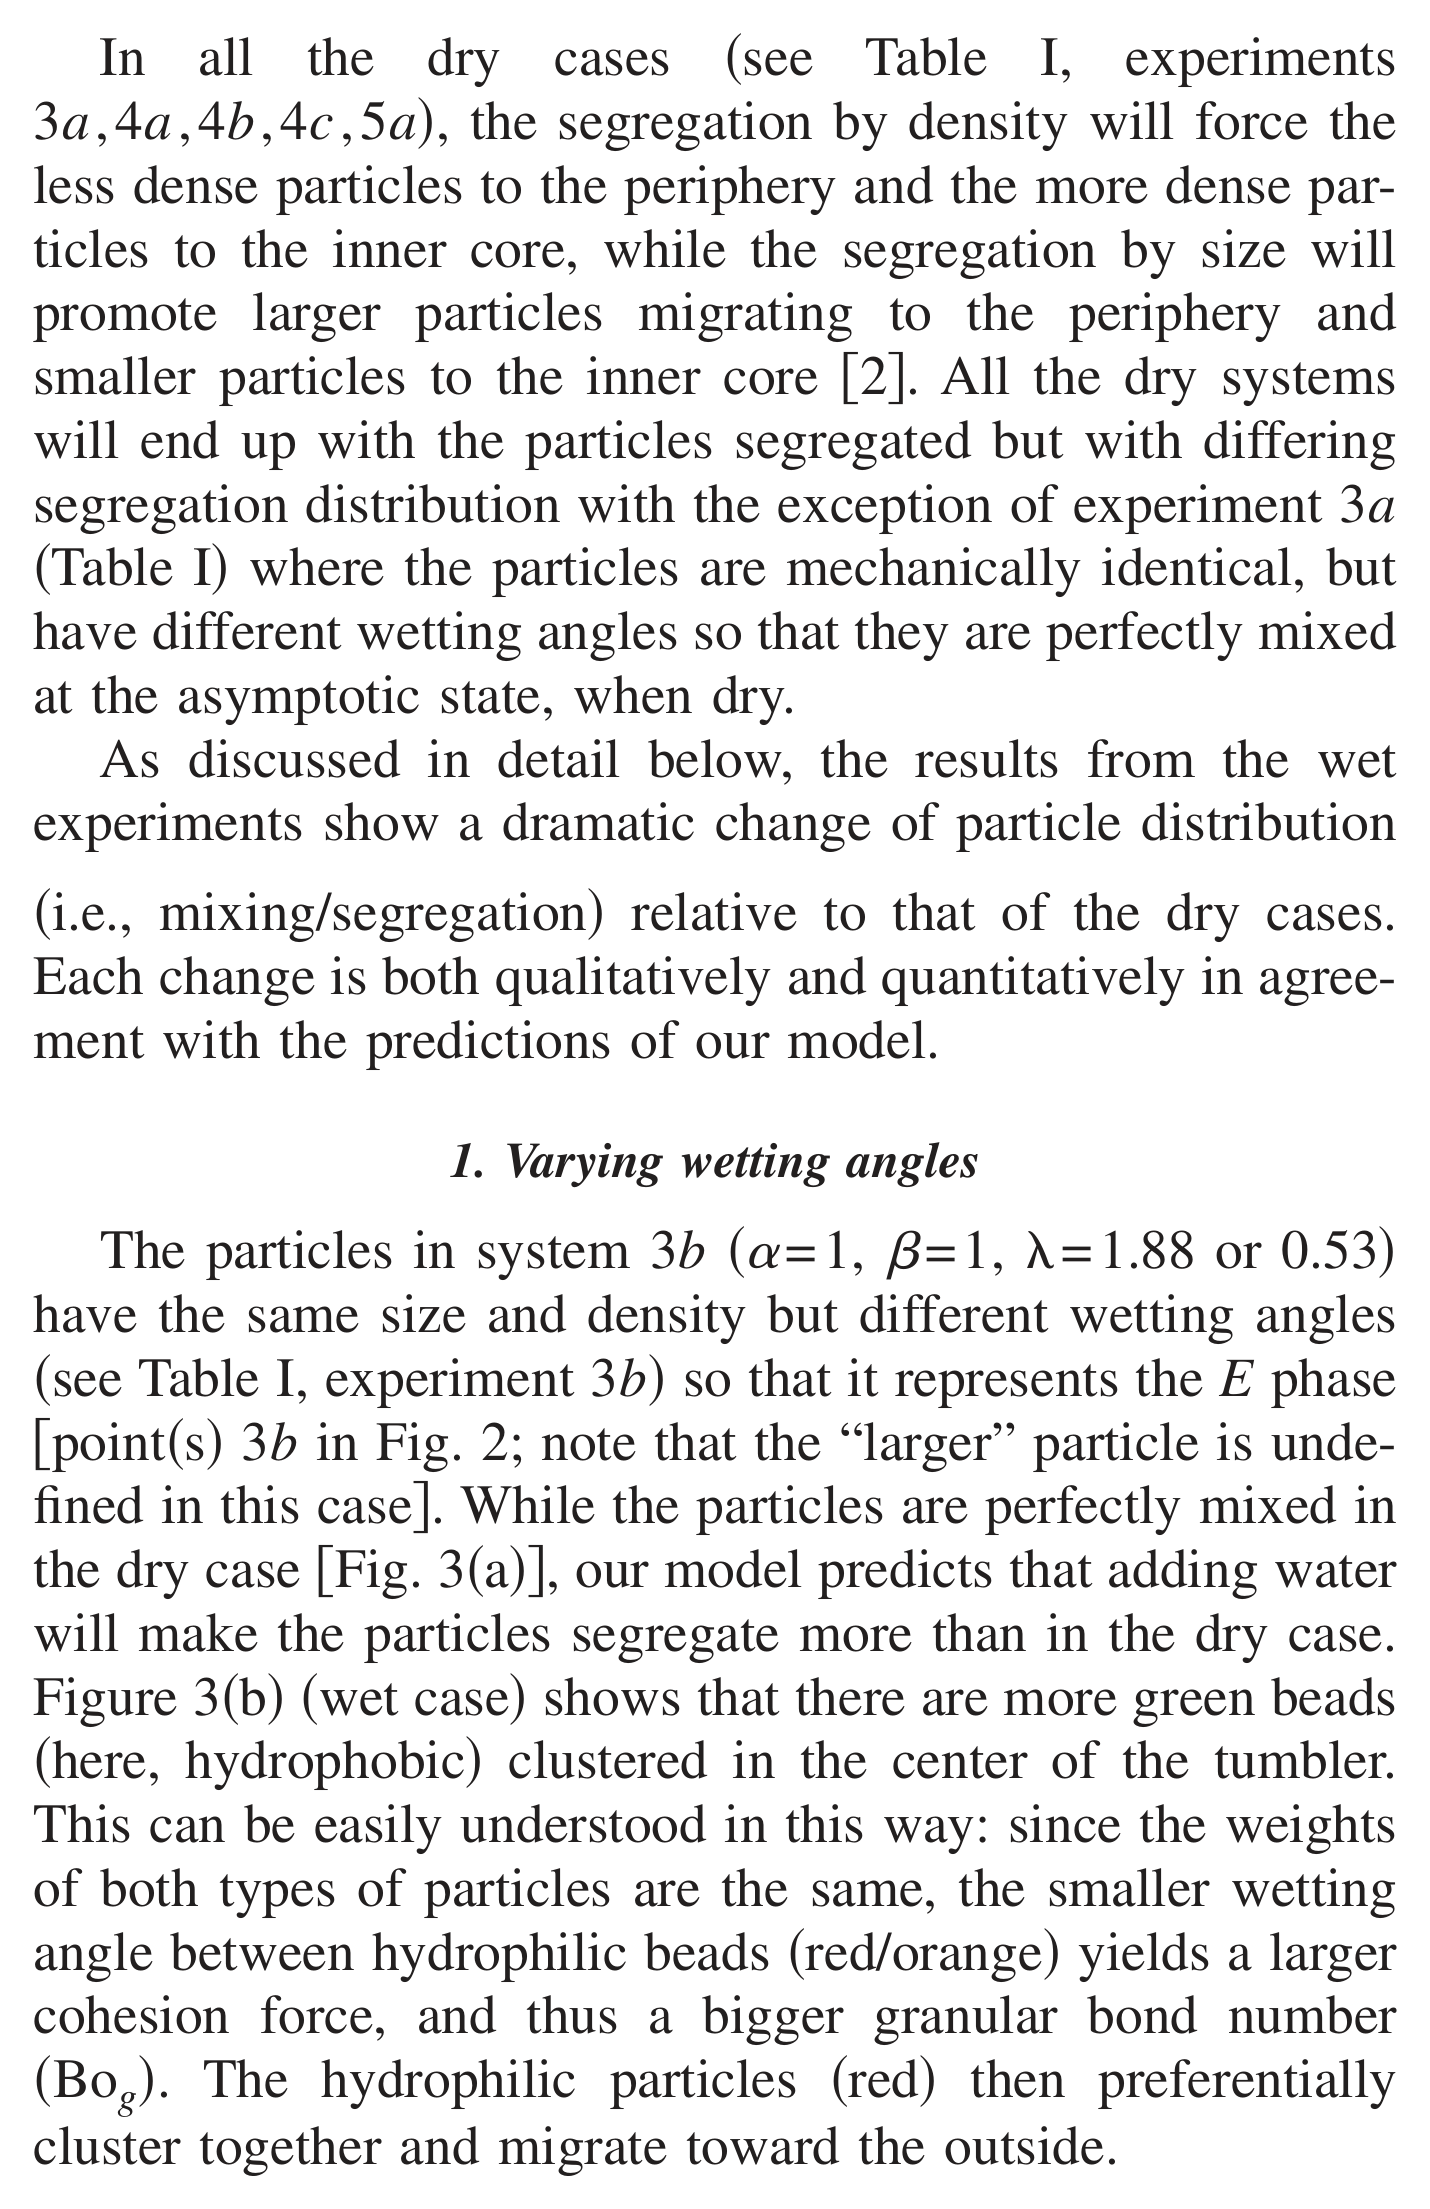 In all the dry cases (see Table I, experiments
3a,4a,4b,4c,5a), the segregation by density will force the
less dense particles to the periphery and the more dense par-
ticles to the inner core, while the segregation by size will
promote larger particles migrating to the periphery and
smaller particles to the inner core [2]. All the dry systems
will end up with the particles segregated but with differing
segregation distribution with the exception of experiment 3a
(Table I) where the particles are mechanically identical, but
have different wetting angles so that they are perfectly mixed
at the asymptotic state, when dry.
As discussed in detail below, the results from the wet
experiments show a dramatic change of particle distribution
(i.e., mixing/segregation) relative to that of the dry cases.
Each change is both qualitatively and quantitatively in agree-
ment with the predictions of our model.
1. Varying wetting angles
The particles in system 3b (α=1, β=1, λ=1.88 or 0.53)
have the same size and density but different wetting angles
(see Table I, experiment 3b) so that it represents the E phase
[point(s) 3b in Fig. 2; note that the “larger” particle is unde-
fined in this case]. While the particles are perfectly mixed in
the dry case [Fig. 3(a)], our model predicts that adding water
will make the particles segregate more than in the dry case.
Figure 3(b) (wet case) shows that there are more green beads
(here, hydrophobic) clustered in the center of the tumbler.
This can be easily understood in this way: since the weights
of both types of particles are the same, the smaller wetting
angle between hydrophilic beads (red/orange) yields a larger
cohesion force, and thus a bigger granular bond number
(Bo_g). The hydrophilic particles (red) then preferentially
cluster together and migrate toward the outside.